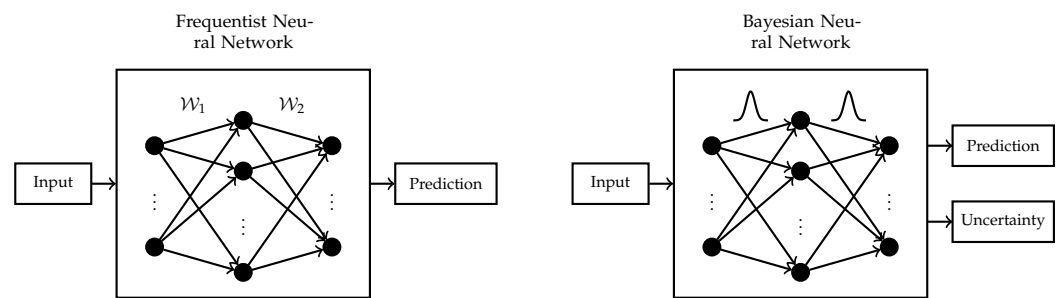 Frequentist Neu-
ral Network
𝒲1
𝒲2
Input
⋮
⋮
⋮
Prediction
Bayesian Neu-
ral Network
Input
⋮
⋮
⋮
Prediction
Uncertainty